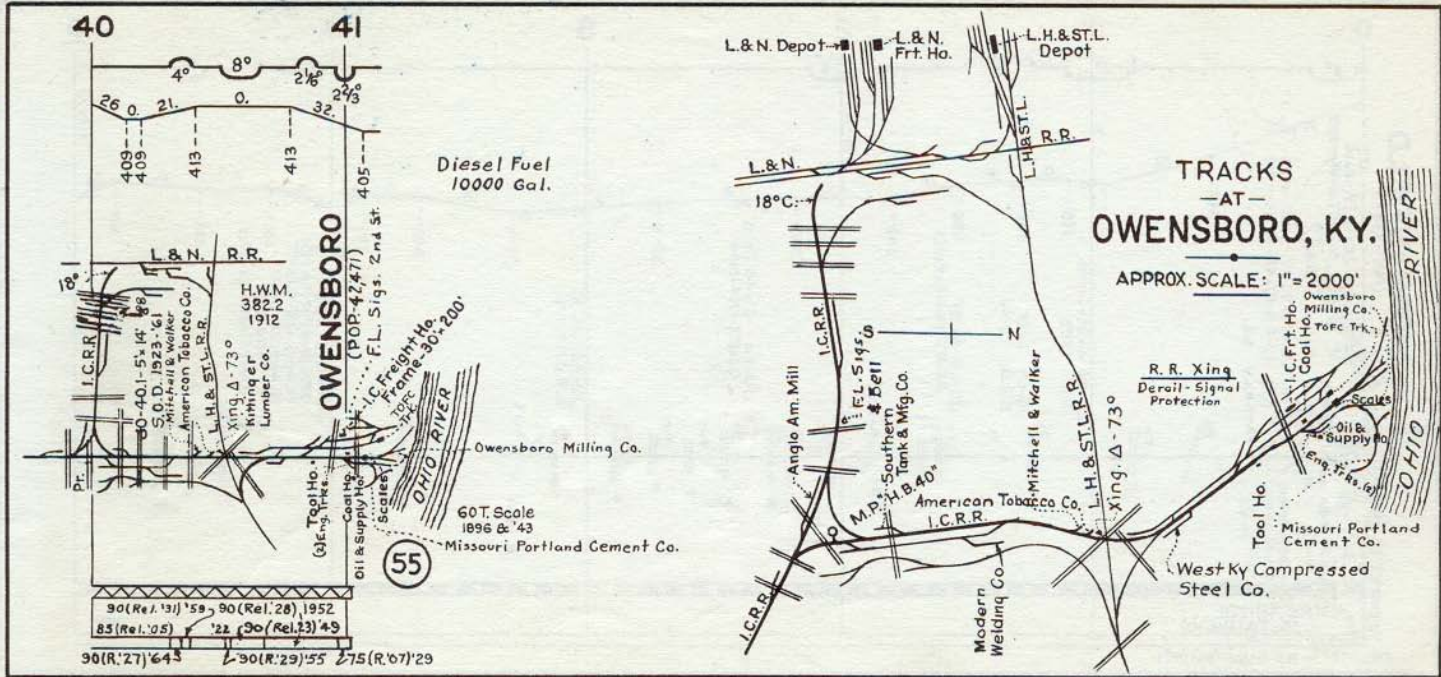 40
41
4°
8°
2⅙°
2⅔°
26
0.
21.
0.
32.
409
409
413
413
405
Diesel Fuel
10000 Gal.
L.& N. R.R.
18°
I.C.R.R
S.O.D. 1923-'61
Mitchell & Walker
American Tobacco Co.
L.H.& ST.L.R.R.
Xing Δ-73°
Kittinger
Lumber Co.
H.W.M.
382.2
1912
OWENSBORO
(POP-42,471)
F.L. Sigs. 2nd St.
I.C. Freight Ho.
Frame-30'x 200'
TOFC
Trk.
OHIO RIVER
Owensboro Milling Co.
Pr.
Tool Ho.
(2) Eng. Trks.
Coal Ho.
Oil & Supply Ho.
Scales
60T. Scale
1896 & '43
Missouri Portland Cement Co.
55
90(Rel.'31)'59
90(Rel.'28) 1952
85(Rel.'05)
'22
90(Rel.23)'49
90(R.'27)'64
90(R.'29)'55
75(R.'07)'29
L.& N. Depot
L.& N.
Frt. Ho.
L.H.& ST.L.
Depot
L.& N.
R.R.
L.H.& ST.L.
18°C.
TRACKS
-AT-
OWENSBORO, KY.
APPROX. SCALE: 1"= 2000'
S
N
I.C.R.R.
Anglo Am. Mill
F.L. Sigs.
& Bell
Southern
Tank & Mfg. Co.
M.P."H.B.40"
American Tobacco Co.
I.C.R.R.
Mitchell & Walker
L.H.& ST.L.R.R.
Xing. Δ-73°
R.R. Xing
Derail-Signal
Protection
I.C. Frt. Ho.
Coal Ho.
Owensboro
Milling Co.
TOFC Trk.
Scales
Oil &
Supply Ho.
Eng. Trks. (2)
OHIO RIVER
Tool Ho.
Missouri Portland
Cement Co.
West Ky Compressed
Steel Co.
Modern
Welding Co.
I.C.R.R.